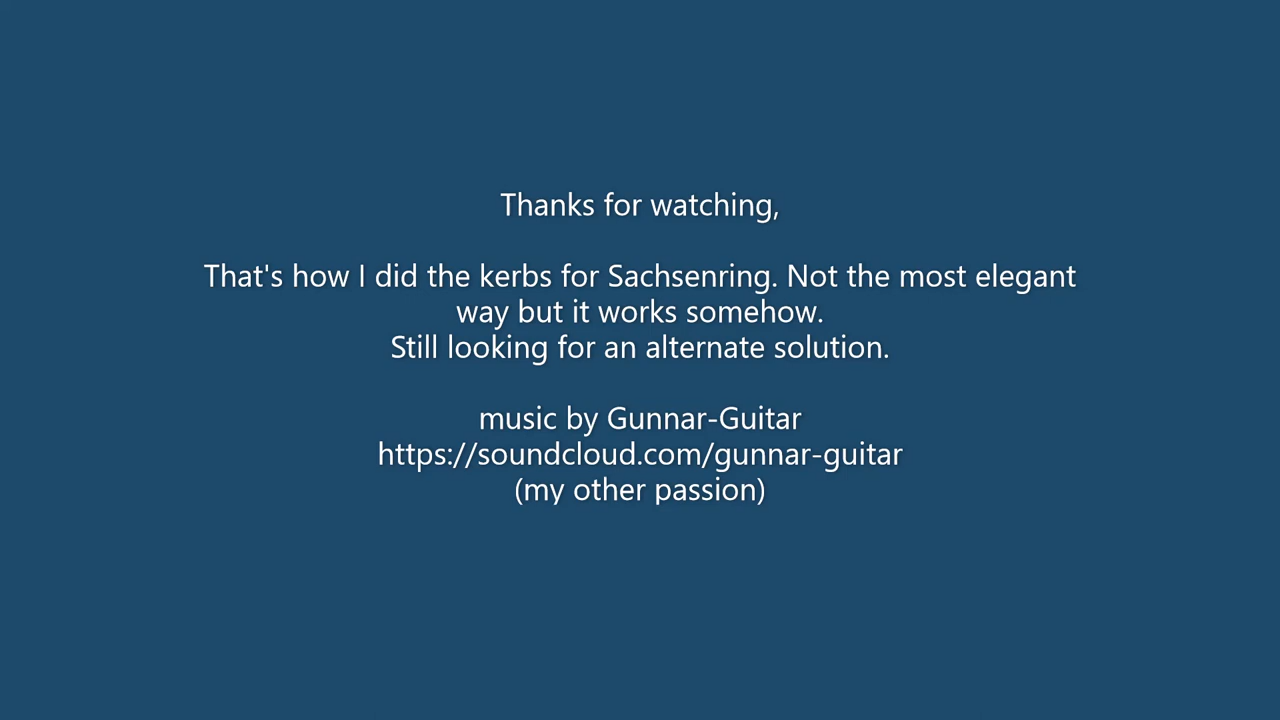 Thanks for watching,
That's how I did the kerbs for Sachsenring. Not the most elegant
way but it works somehow.
Still looking for an alternate solution.
music by Gunnar-Guitar
https://soundcloud.com/gunnar-guitar
(my other passion)